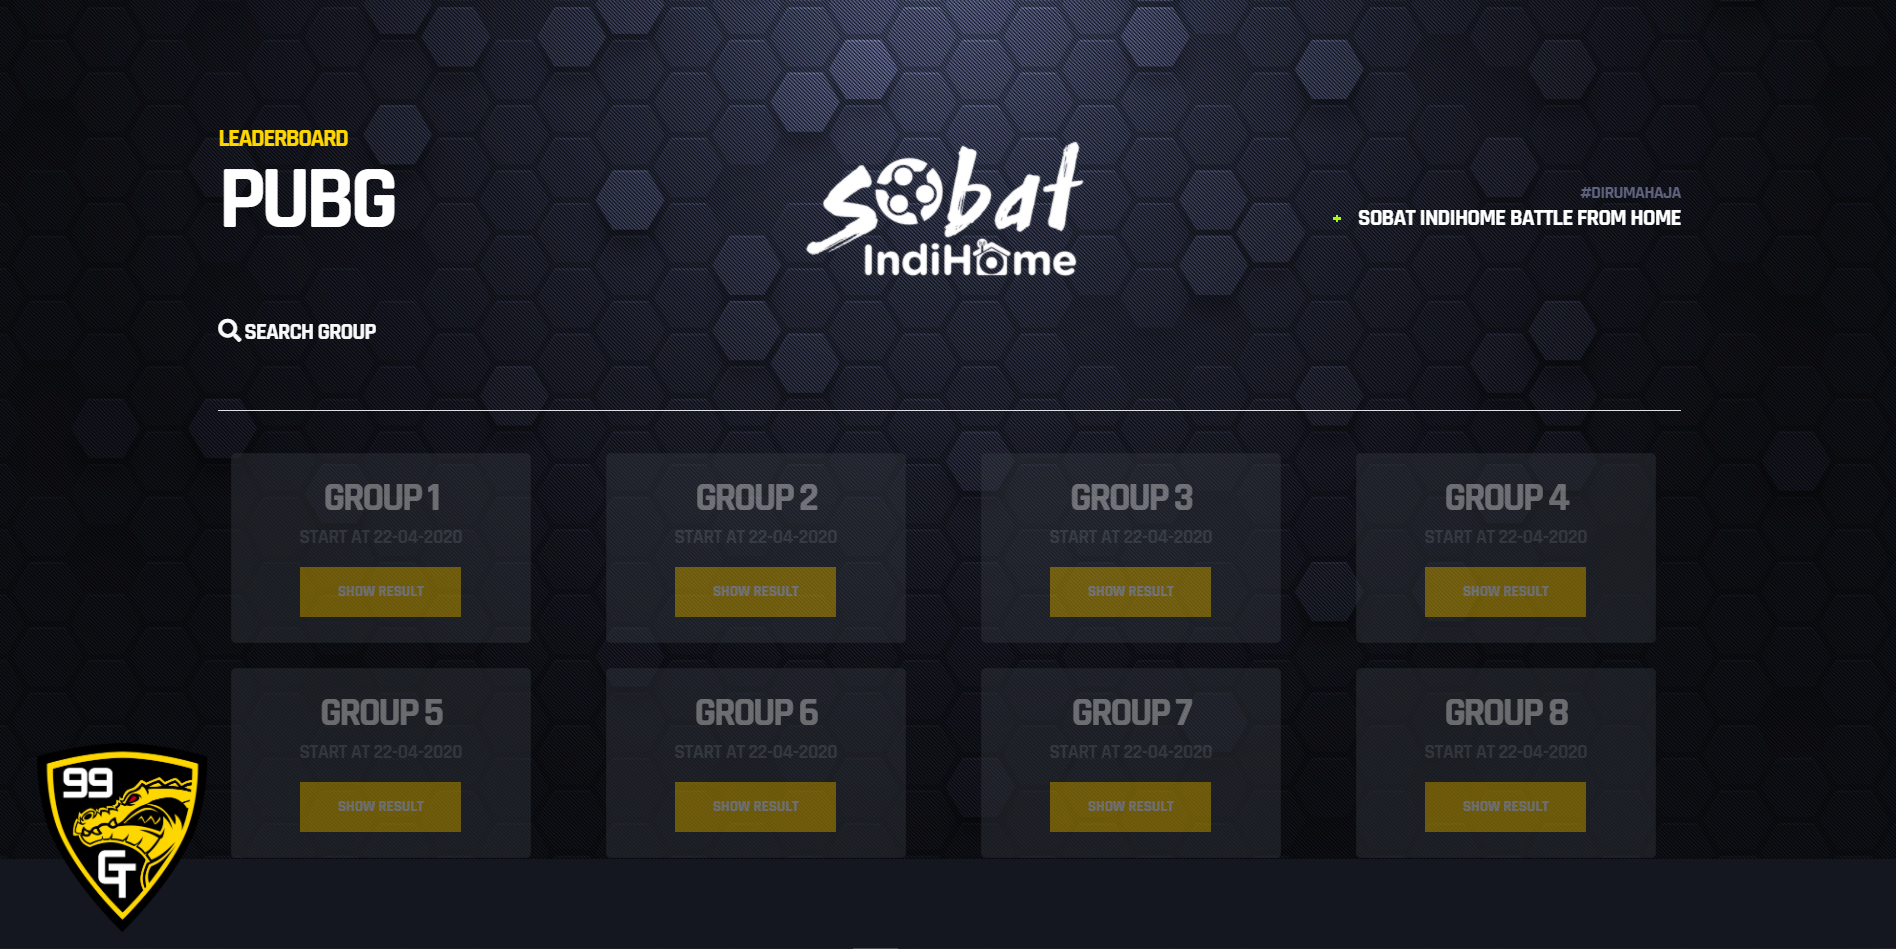 LEADERBOARD
PUBG
sobat
IndiHome
#DIRUMAHAJA
+ SOBAT INDIHOME BATTLE FROM HOME
SEARCH GROUP
GROUP 1
START AT 22-04-2020
SHOW RESULT
GROUP 2
START AT 22-04-2020
SHOW RESULT
GROUP 3
START AT 22-04-2020
SHOW RESULT
GROUP 4
START AT 22-04-2020
SHOW RESULT
GROUP 5
START AT 22-04-2020
SHOW RESULT
GROUP 6
START AT 22-04-2020
SHOW RESULT
GROUP 7
START AT 22-04-2020
SHOW RESULT
GROUP 8
START AT 22-04-2020
SHOW RESULT
99
GT